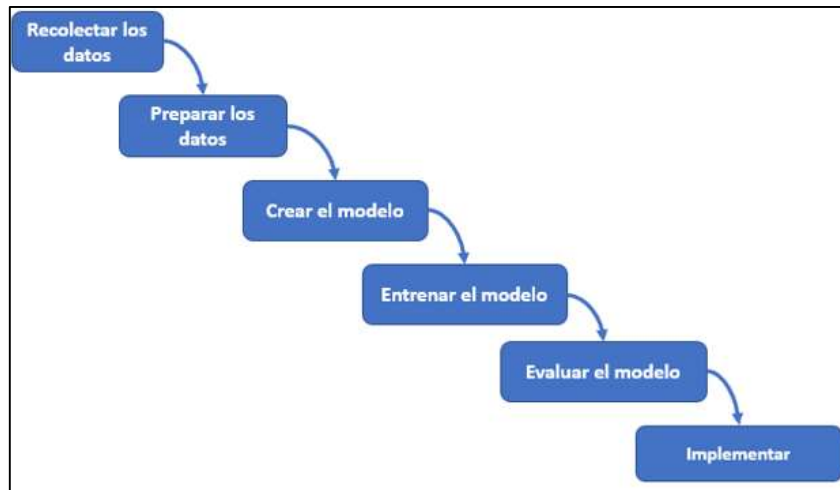 Recolectar los
datos
Preparar los
datos
Crear el modelo
Entrenar el modelo
Evaluar el modelo
Implementar